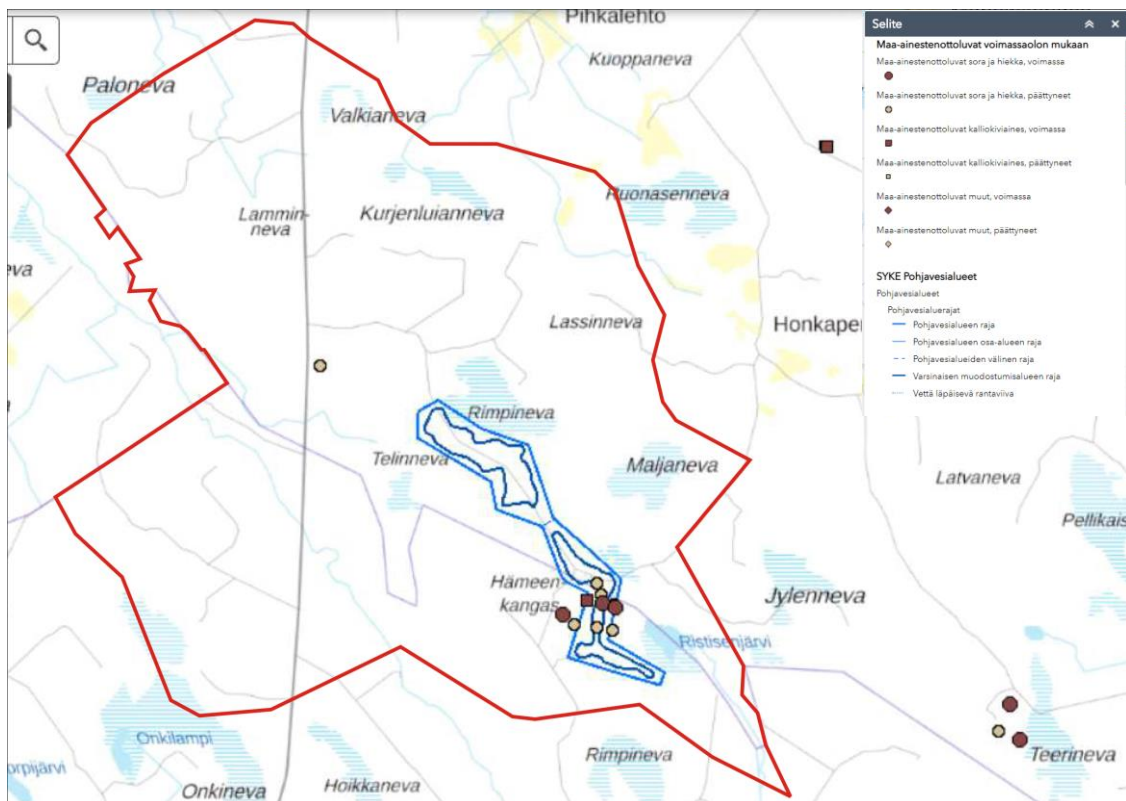 Pihkalehto
Kuoppaneva
Paloneva
Valkianeva
Ruonasenneva
Lammin-
neva
Kurjenluianneva
eva
Lassinneva
Honkaper
Rimpineva
Telinneva
Maljaneva
Latvaneva
Pellikais
Hämeen-
kangas
Jylenneva
Ristisenjärvi
Onkilampi
orpijärvi
Onkineva
Hoikkaneva
Rimpineva
Teerineva
Selite
Maa-ainestenottoluvat voimassaolon mukaan
Maa-ainestenottoluvat sora ja hiekka, voimassa
Maa-ainestenottoluvat sora ja hiekka, päättyneet
Maa-ainestenottoluvat kalliokiviaines, voimassa
Maa-ainestenottoluvat kalliokiviaines, päättyneet
Maa-ainestenottoluvat muut, voimassa
Maa-ainestenottoluvat muut, päättyneet
SYKE Pohjavesialueet
Pohjavesialueet
Pohjavesialuerajat
Pohjavesialueen raja
Pohjavesialueen osa-alueen raja
Pohjavesialueiden välinen raja
Varsinaisen muodostumisalueen raja
Vettä läpäisevä rantaviiva